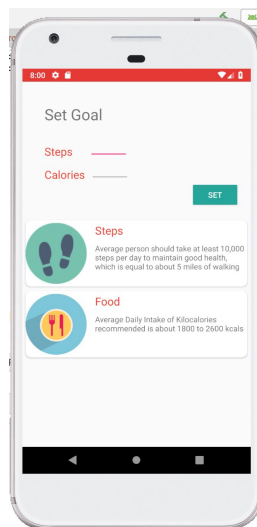 8:00
Set Goal
Steps
Calories
SET
Steps
Average person should take at least 10,000
steps per day to maintain good health,
which is equal to about 5 miles of walking
Food
Average Daily Intake of Kilocalories
recommended is about 1800 to 2600 kcals